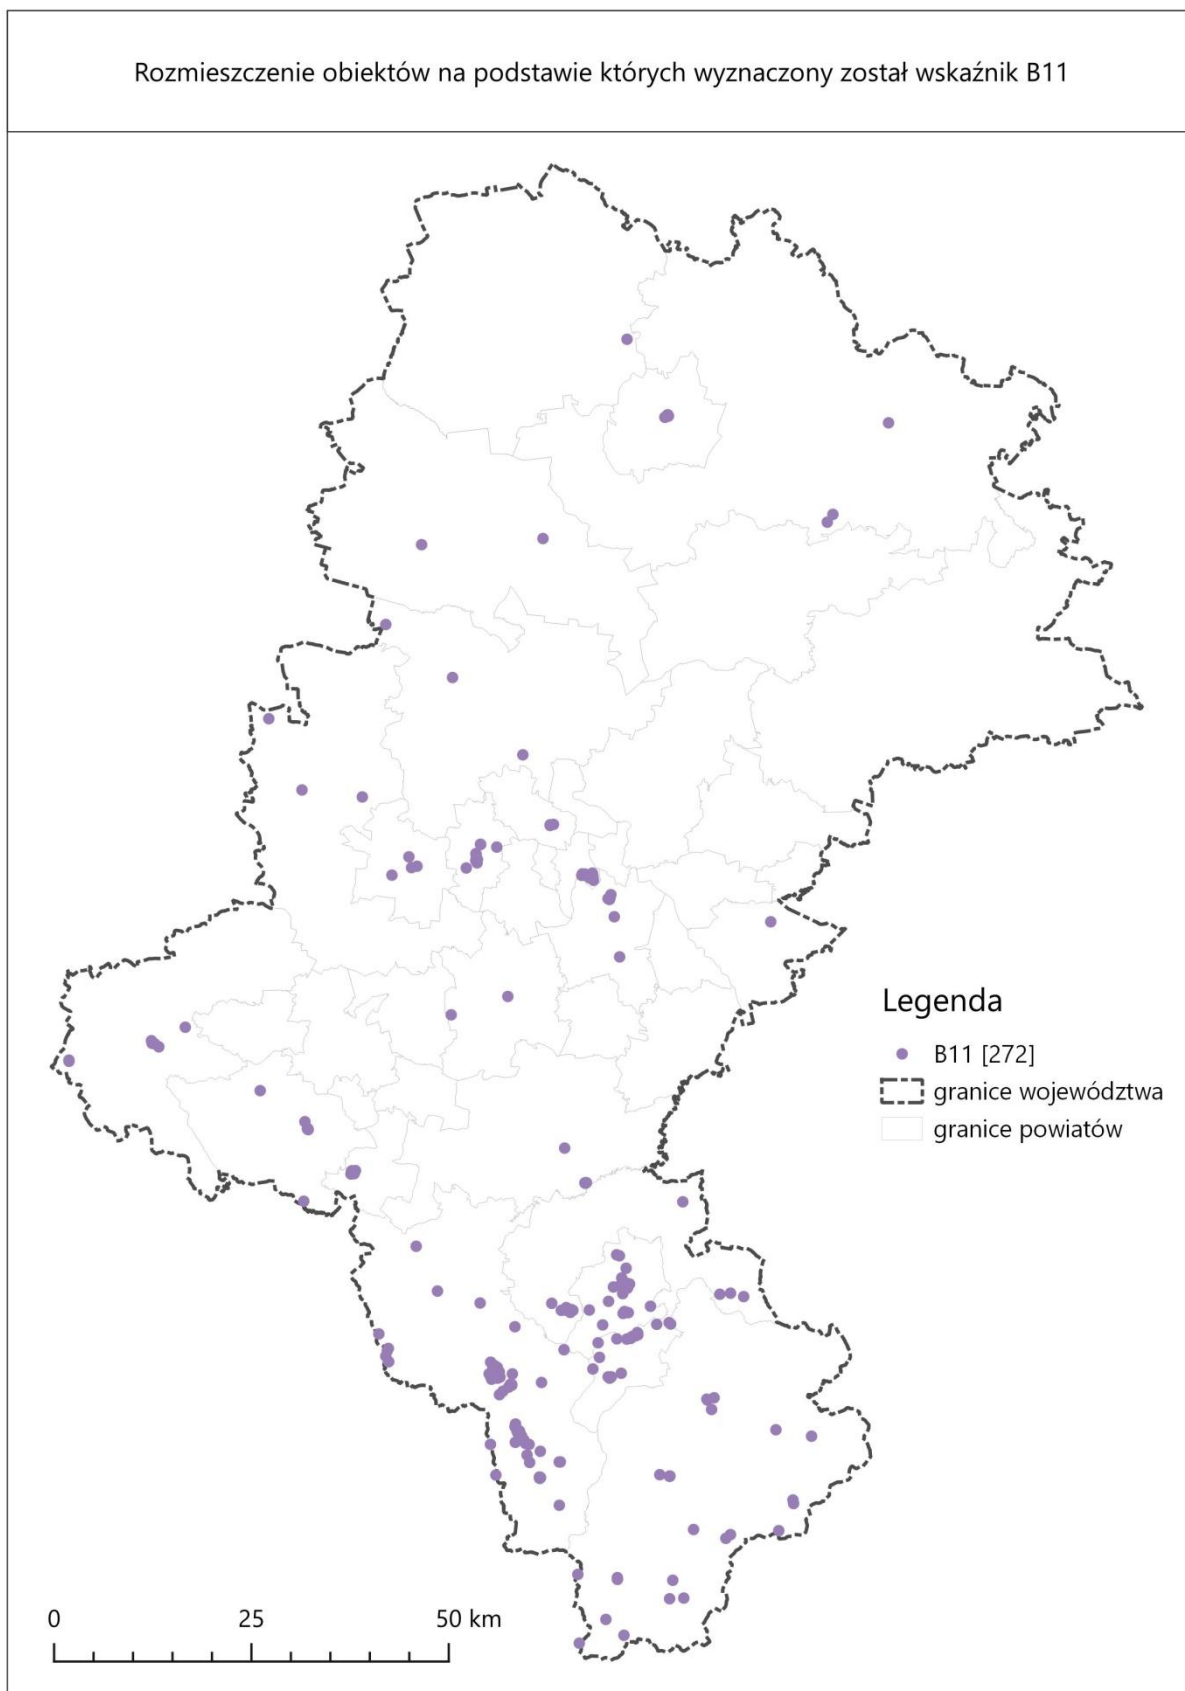 Rozmieszczenie obiektów na podstawie których wyznaczony został wskaźnik B11
Legenda
B11 [272]
granice województwa
granice powiatów
0 25 50 km